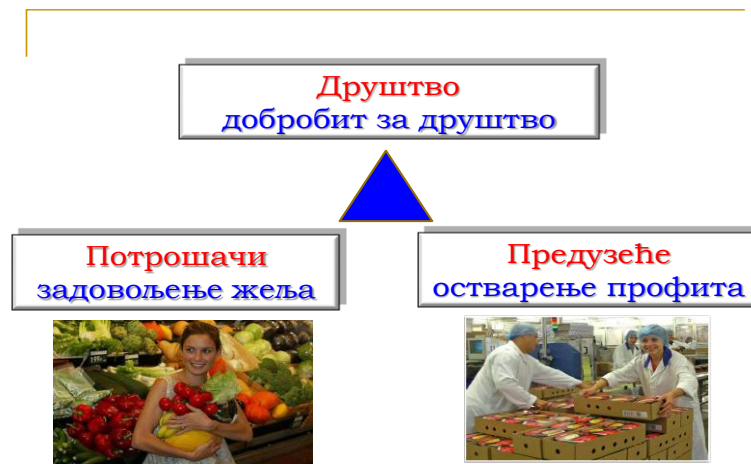 Друштво
добробит за друштво
Потрошачи
задовољење жеља
Предузеће
остварење профита